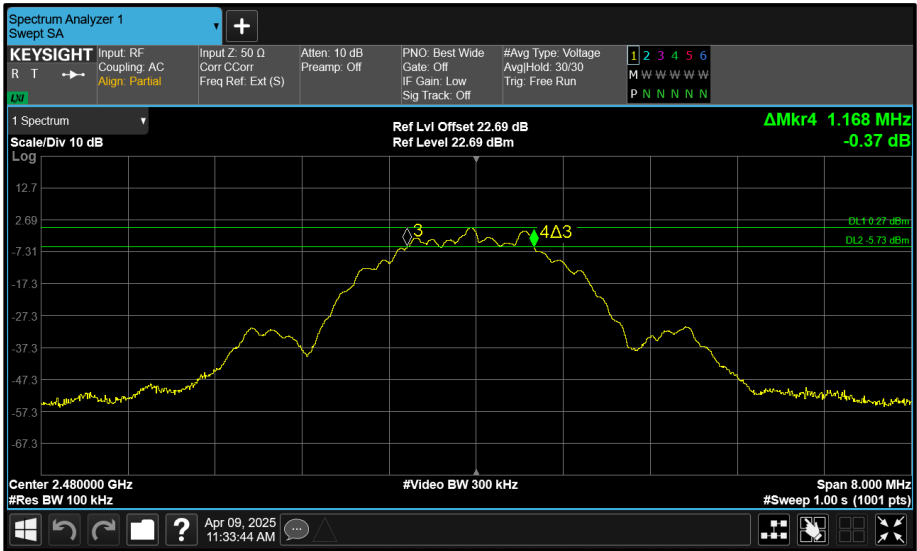 Spectrum Analyzer 1
Swept SA
+
KEYSIGHT Input: RF Input Z: 50 Ω Atten: 10 dB PNO: Best Wide #Avg Type: Voltage 1 2 3 4 5 6
Coupling: AC Corr CCorr Preamp: Off Gate: Off Avg|Hold: 30/30
R T Align: Partial Freq Ref: Ext (S) IF Gain: Low Trig: Free Run M W W W W W
LXI Sig Track: Off P N N N N N
1 Spectrum
Ref Lvl Offset 22.69 dB ΔMkr4 1.168 MHz
Scale/Div 10 dB Ref Level 22.69 dBm -0.37 dB
Log
12.7
2.69 DL1 0.27 dBm
3 4Δ3
-7.31 DL2 -5.73 dBm
-17.3
-27.3
-37.3
-47.3
-57.3
-67.3
Center 2.480000 GHz #Video BW 300 kHz Span 8.000 MHz
#Res BW 100 kHz #Sweep 1.00 s (1001 pts)
? Apr 09, 2025
11:33:44 AM